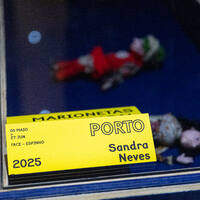 MARIONETAS
PORTO
05 MAIO
27 JUN
FACE - ESPINHO
2025
Sandra
Neves